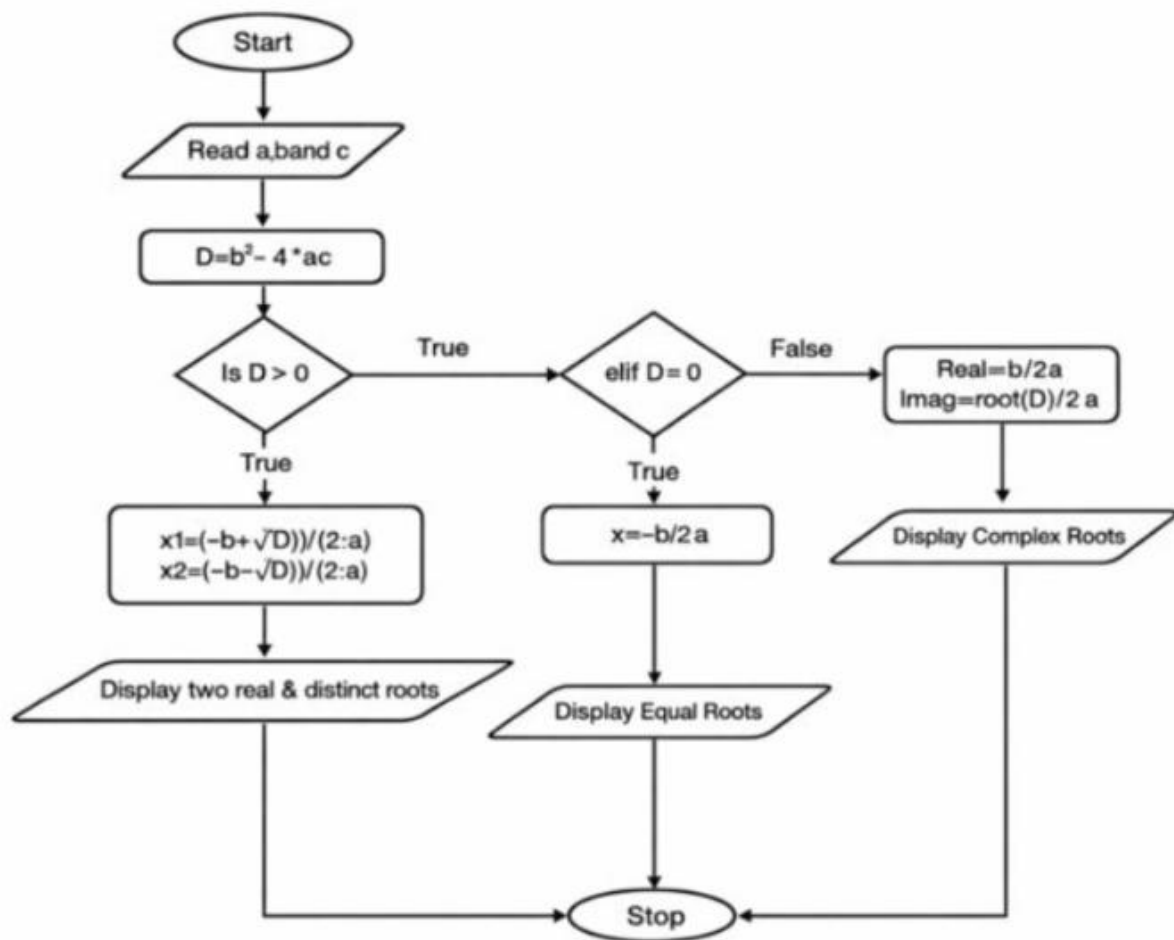 Start
Read a,band c
D=b²– 4*ac
Is D > 0
True
elif D= 0
False
Real=b/2a
Imag=root(D)/2 a
True
True
x1=(–b+√D))/(2:a)
x2=(–b–√D))/(2:a)
x=–b/2a
Display Complex Roots
Display two real & distinct roots
Display Equal Roots
Stop